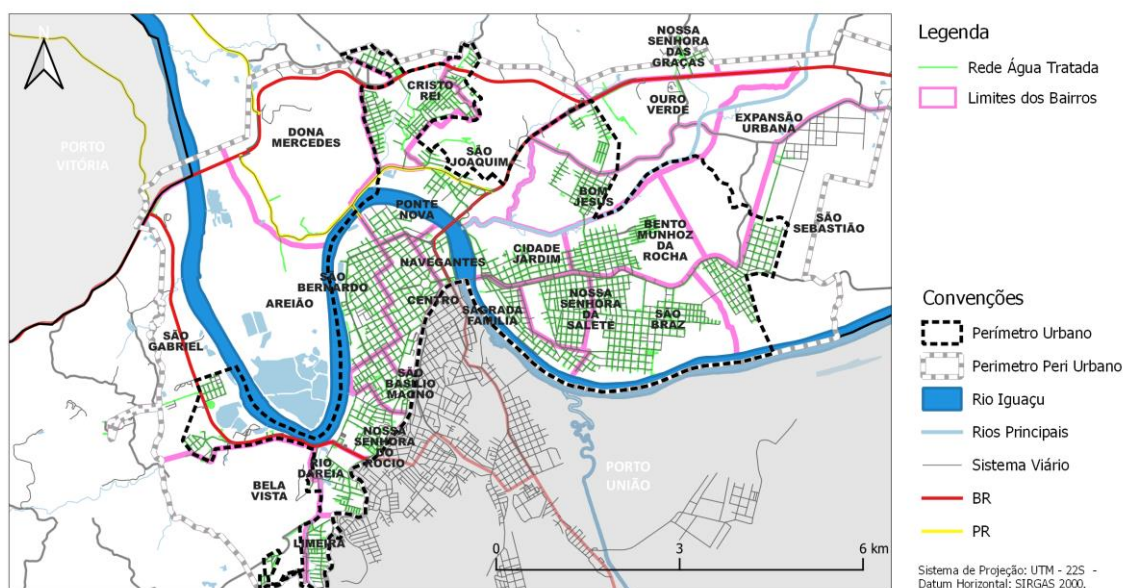 N
PORTO
VITÓRIA
DONA
MERCEDES
CRISTO
REI
SÃO
JOAQUIM
NOSSA
SENHORA
DAS
GRAÇAS
OURO
VERDE
EXPANSÃO
URBANA
PONTE
NOVA
BOM
JESUS
SÃO
SEBASTIÃO
BENTO
MUNHOZ
DA
ROCHA
CIDADE
JARDIM
NAVEGANTES
SÃO
BERNARDO
AREIÃO
CENTRO
SAGRADA
FAMÍLIA
NOSSA
SENHORA
DA
SALETE
SÃO
BRAZ
SÃO
GABRIEL
SÃO
BASÍLIO
MAGNO
NOSSA
SENHORA
DO
ROCIO
RIO
DAREIA
BELA
VISTA
LIMEIRA
PORTO
UNIÃO
0 3 6 km
Legenda
Rede Água Tratada
Limites dos Bairros
Convenções
Perímetro Urbano
Perimetro Peri Urbano
Rio Iguaçu
Rios Principais
Sistema Viário
BR
PR
Sistema de Projeção: UTM - 22S -
Datum Horizontal: SIRGAS 2000.